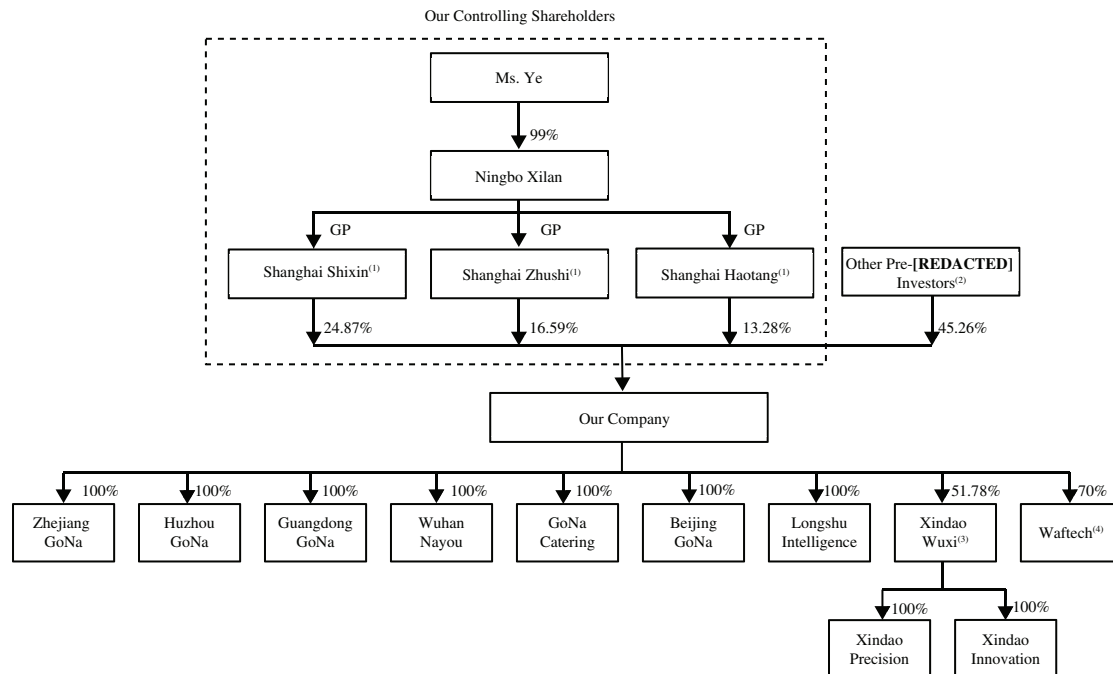 Our Controlling Shareholders
Ms. Ye
99%
Ningbo Xilan
GP
GP
GP
Shanghai Shixin(1)
Shanghai Zhushi(1)
Shanghai Haotang(1)
Other Pre-[REDACTED]
Investors(2)
24.87%
16.59%
13.28%
45.26%
Our Company
100%
100%
100%
100%
100%
100%
100%
51.78%
70%
Zhejiang
GoNa
Huzhou
GoNa
Guangdong
GoNa
Wuhan
Nayou
GoNa
Catering
Beijing
GoNa
Longshu
Intelligence
Xindao
Wuxi(3)
Waftech(4)
100%
100%
Xindao
Precision
Xindao
Innovation